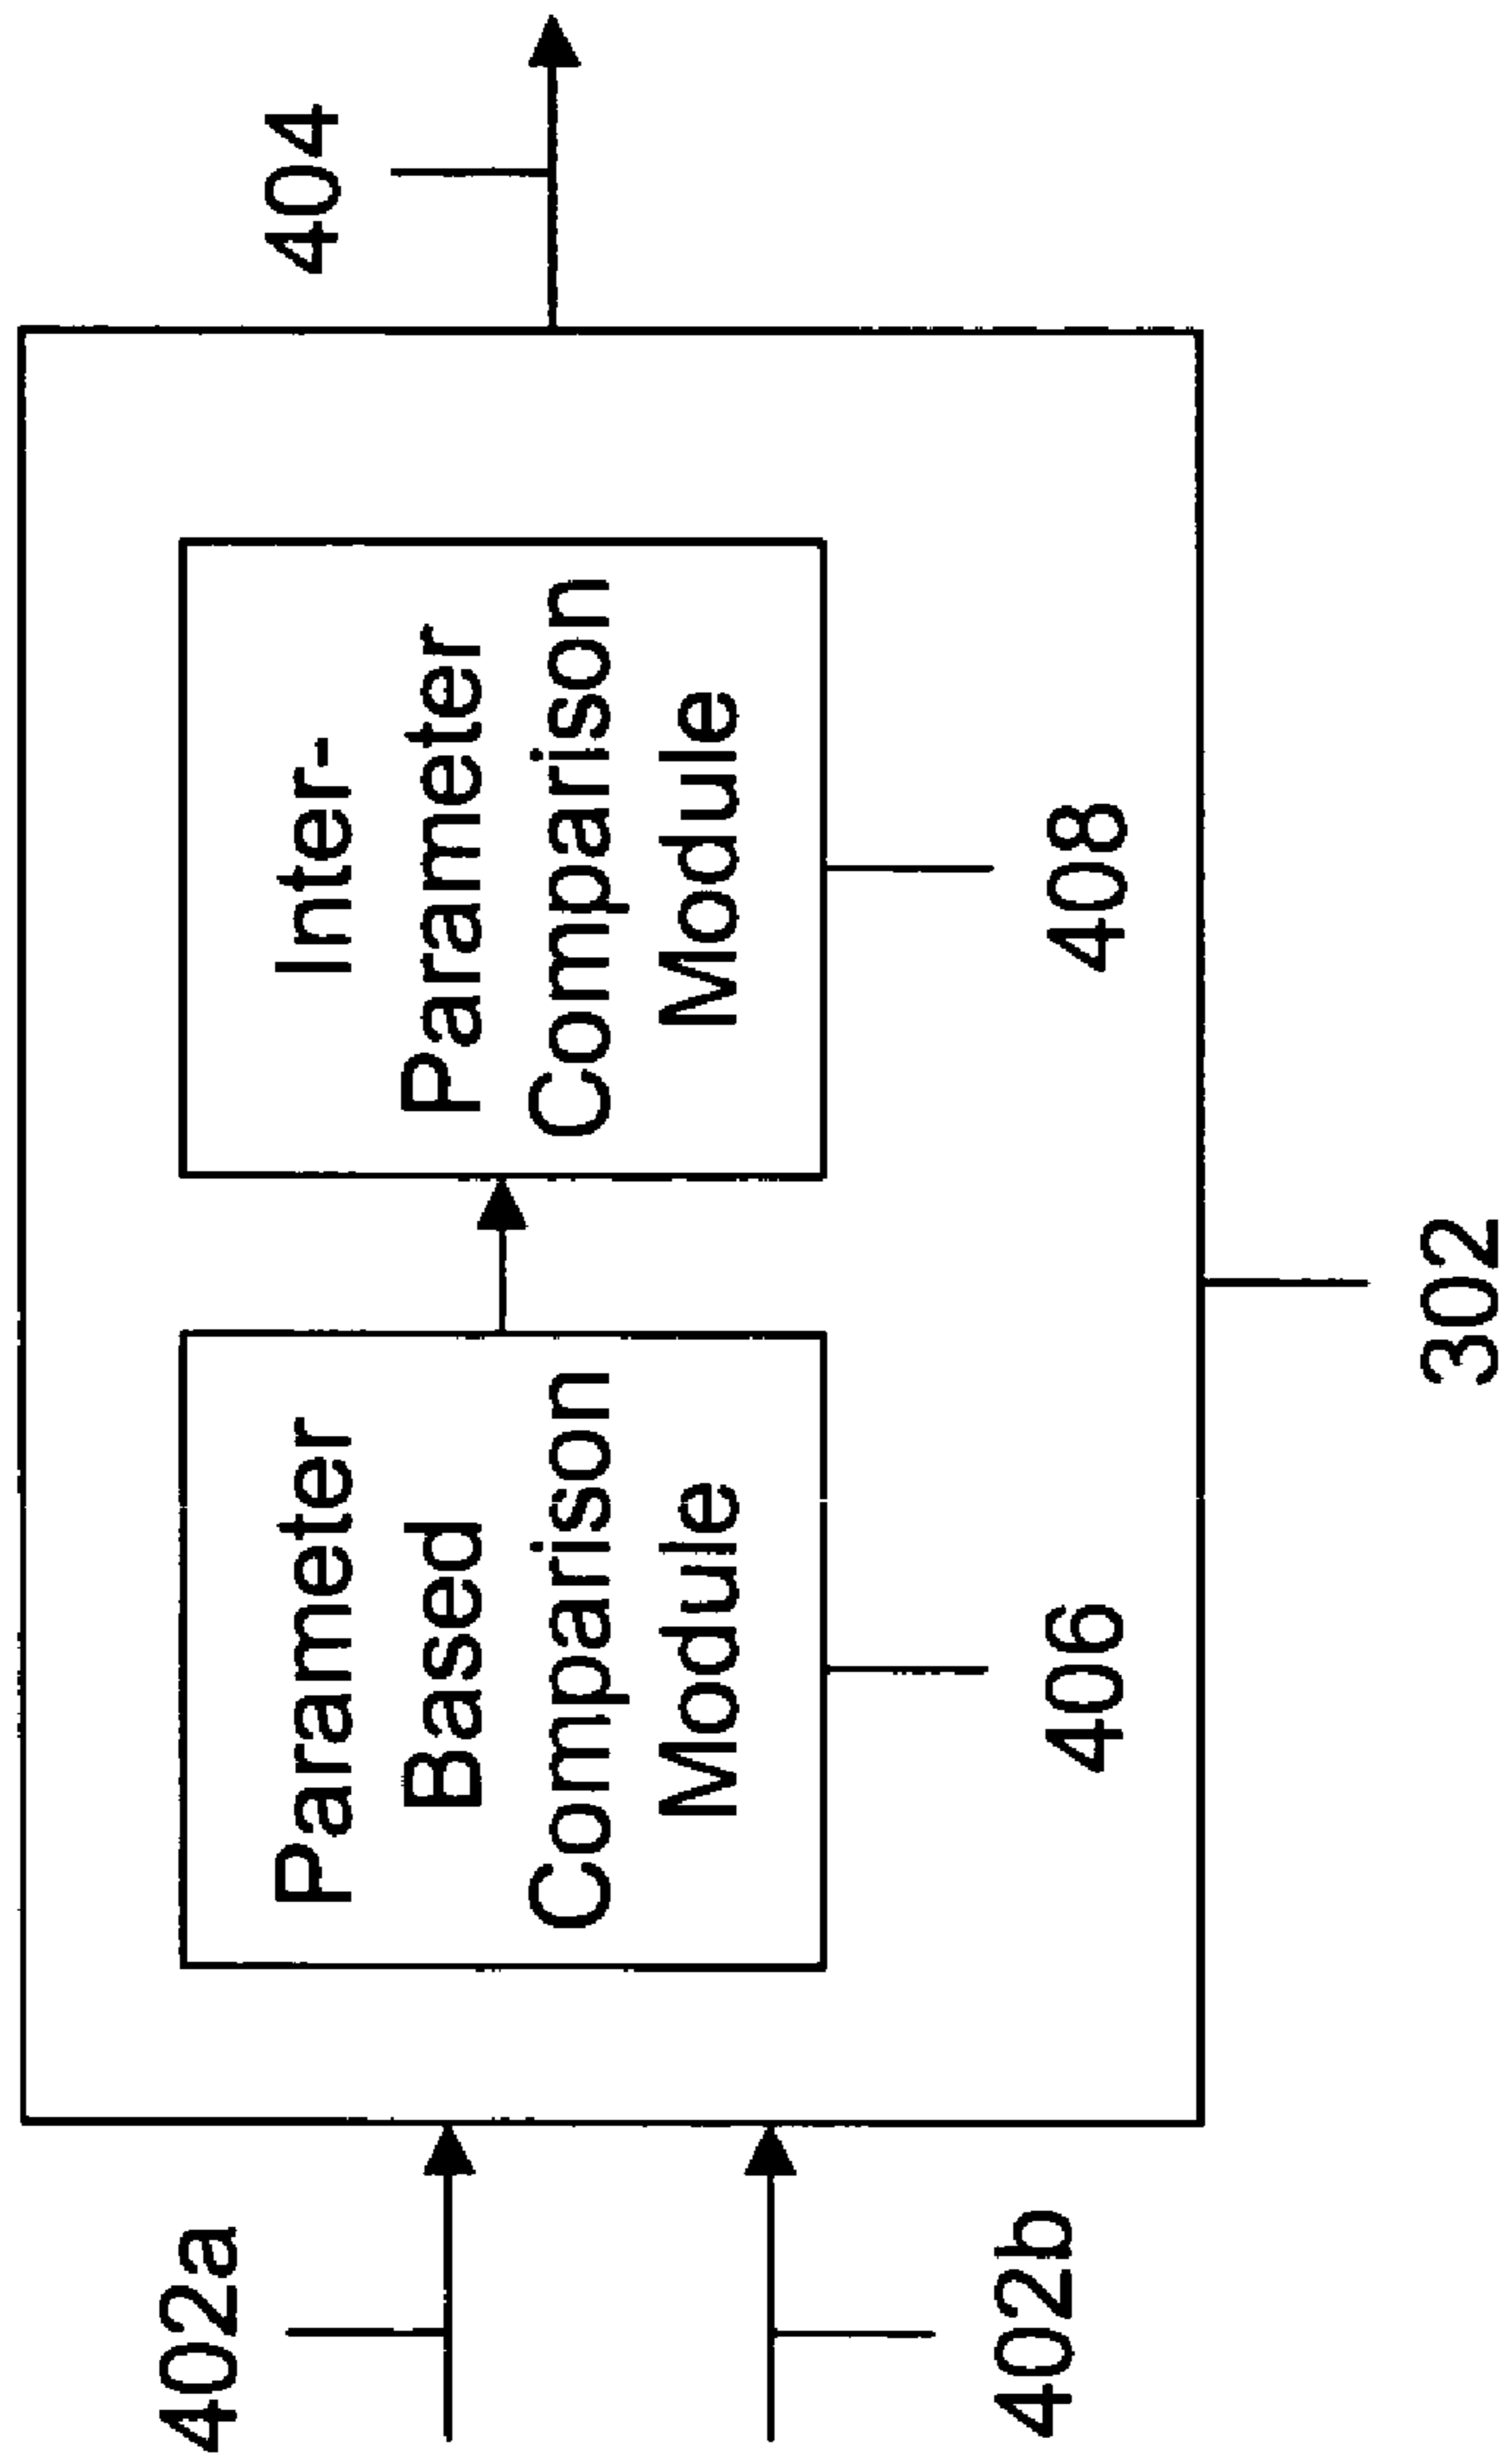 404
402a
Parameter
Based
Comparison
Module
Inter-
Parameter
Comparison
Module
402b
406
408
302